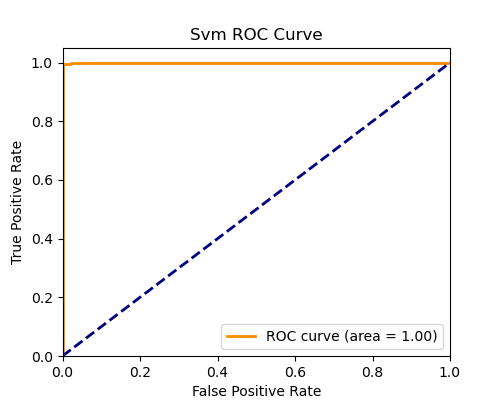 Svm ROC Curve
True Positive Rate
1.0
0.8
0.6
0.4
0.2
0.0
ROC curve (area = 1.00)
0.0 0.2 0.4 0.6 0.8 1.0
False Positive Rate